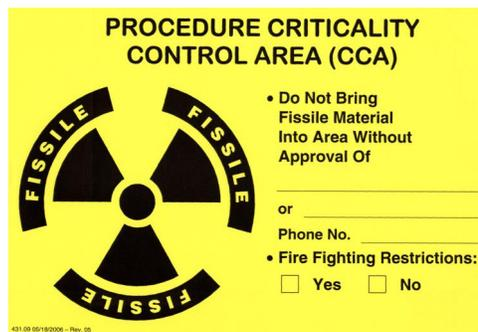 PROCEDURE CRITICALITY
CONTROL AREA (CCA)
FISSILE
FISSILE
FISSILE
• Do Not Bring
Fissile Material
Into Area Without
Approval Of
or
Phone No.
• Fire Fighting Restrictions:
Yes No
431.09 05/18/2006 – Rev. 05